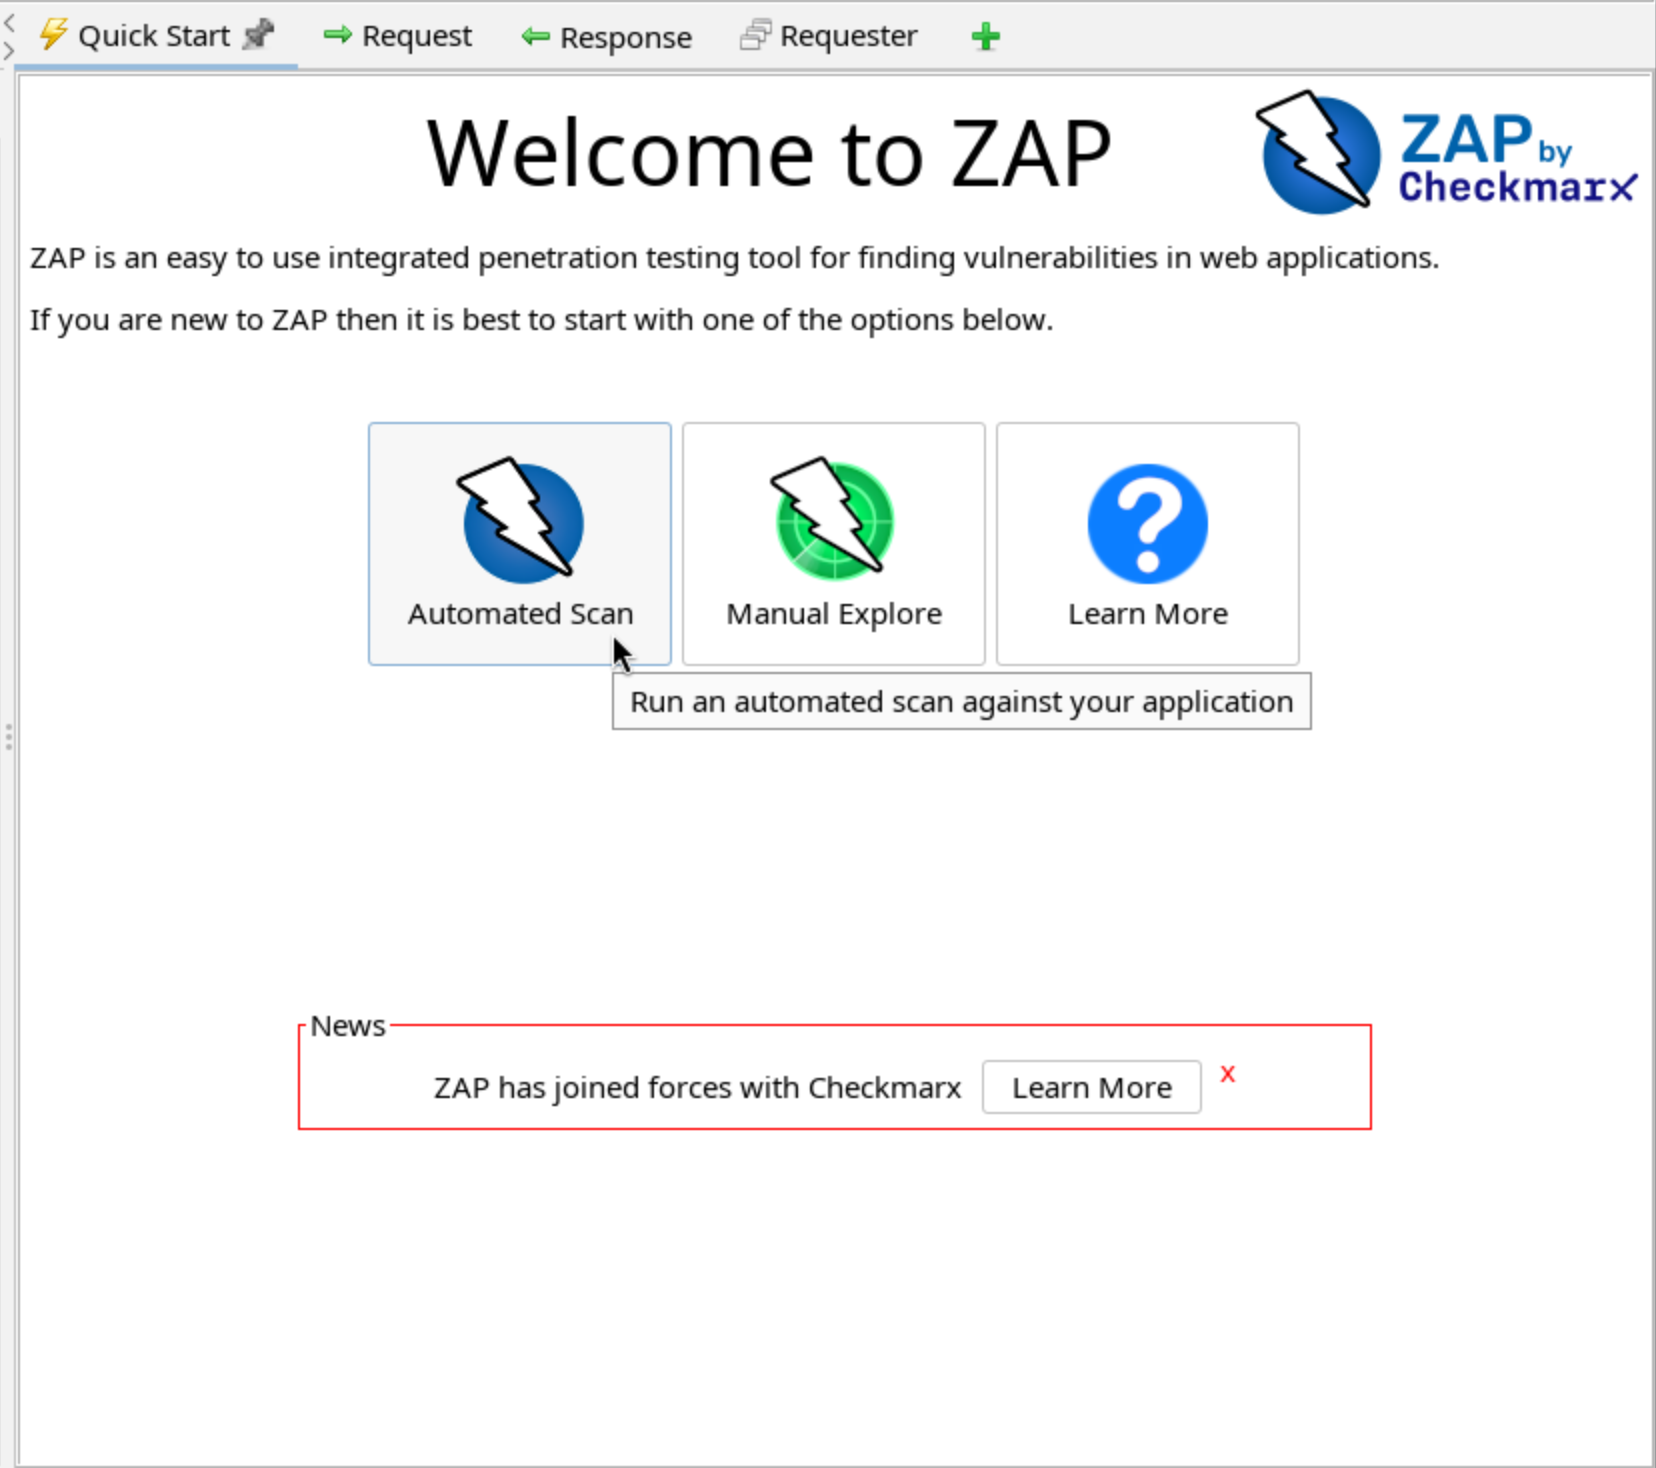 Quick Start
Request
Response
Requester
Welcome to ZAP
ZAP by
Checkmarx
ZAP is an easy to use integrated penetration testing tool for finding vulnerabilities in web applications.
If you are new to ZAP then it is best to start with one of the options below.
Automated Scan
Manual Explore
Learn More
Run an automated scan against your application
News
ZAP has joined forces with Checkmarx
Learn More
x